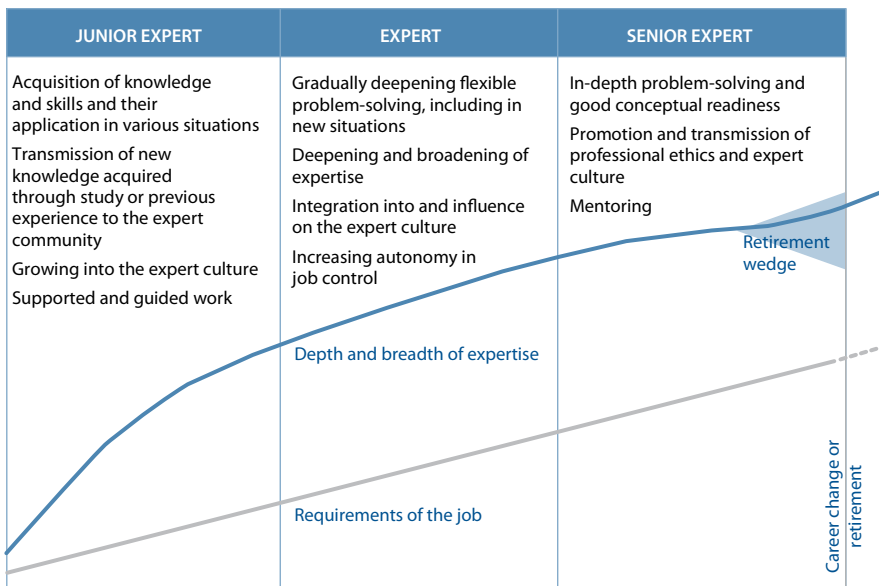 JUNIOR EXPERT
Acquisition of knowledge
and skills and their
application in various situations
Transmission of new
knowledge acquired
through study or previous
experience to the expert
community
Growing into the expert culture
Supported and guided work
EXPERT
Gradually deepening flexible
problem-solving, including in
new situations
Deepening and broadening of
expertise
Integration into and influence
on the expert culture
Increasing autonomy in
job control
SENIOR EXPERT
In-depth problem-solving and
good conceptual readiness
Promotion and transmission of
professional ethics and expert
culture
Mentoring
Retirement
wedge
Depth and breadth of expertise
Requirements of the job
Career change or
retirement